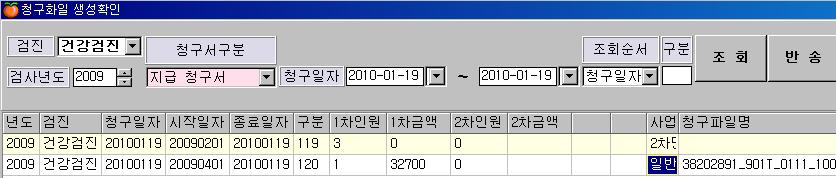 청구화일 생성확인
검진 건강검진 청구서구분 조회순서 구분 조 회 반 송
검사년도 2009 지급 청구서 청구일자 2010-01-19 ~ 2010-01-19 청구일자
년도 검진 청구일자 시작일자 종료일자 구분 1차인원 1차금액 2차인원 2차금액 사업 청구파일명
2009 건강검진 20100119 20090201 20100119 119 3 0 0
2009 건강검진 20100119 20090401 20100119 120 1 32700 0 일반 38202891_901T_0111_100